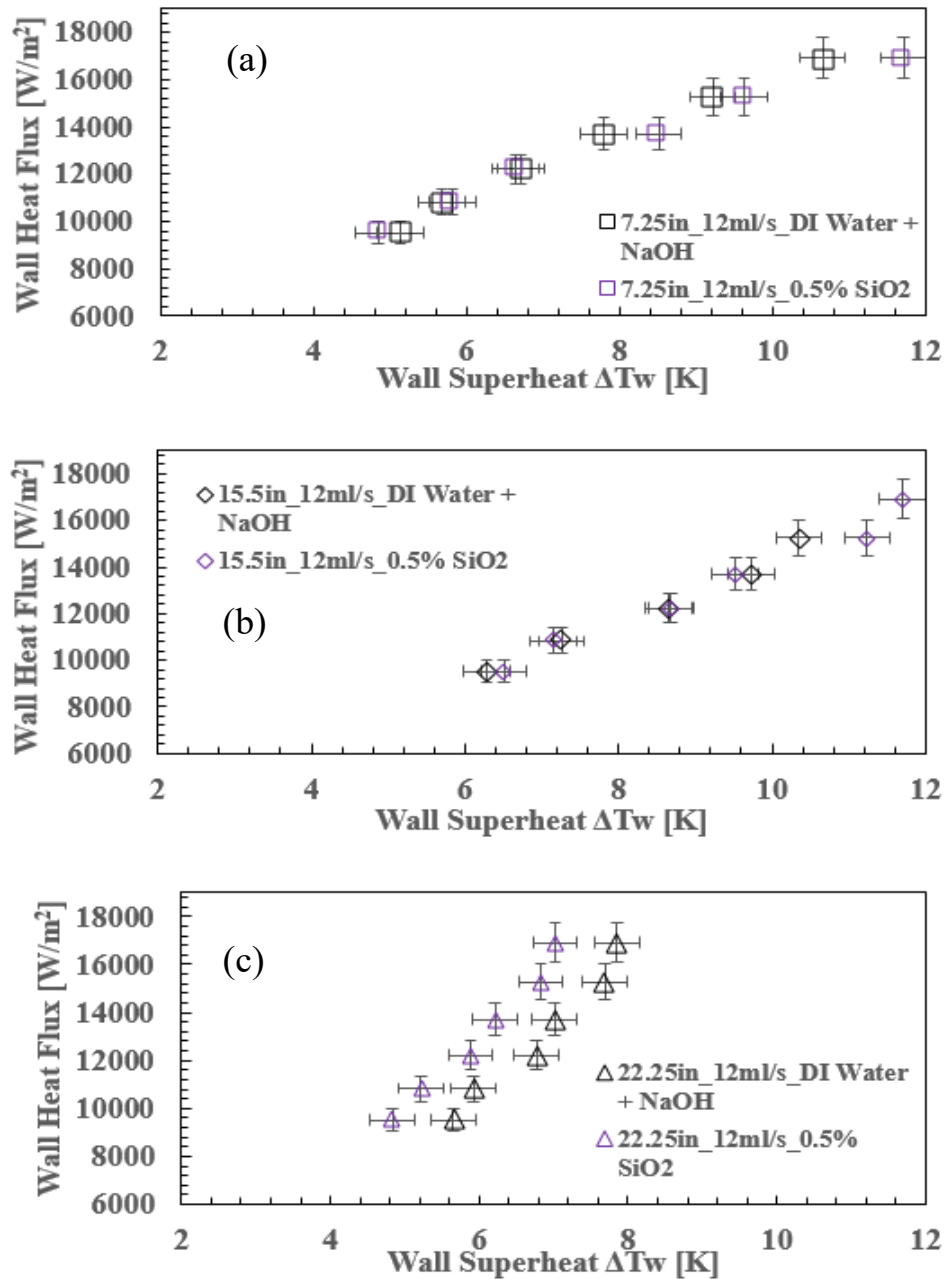 (a)
Wall Heat Flux [W/m²]
18000
16000
14000
12000
10000
8000
6000
7.25in_12ml/s_DI Water +
NaOH
7.25in_12ml/s_0.5% SiO2
2 4 6 8 10 12
Wall Superheat ΔTw [K]
Wall Heat Flux [W/m²]
18000
16000
14000
12000
10000
8000
6000
15.5in_12ml/s_DI Water +
NaOH
15.5in_12ml/s_0.5% SiO2
(b)
2 4 6 8 10 12
Wall Superheat ΔTw [K]
Wall Heat Flux [W/m²]
18000
16000
14000
12000
10000
8000
6000
(c)
22.25in_12ml/s_DI Water
+ NaOH
22.25in_12ml/s_0.5%
SiO2
2 4 6 8 10 12
Wall Superheat ΔTw [K]